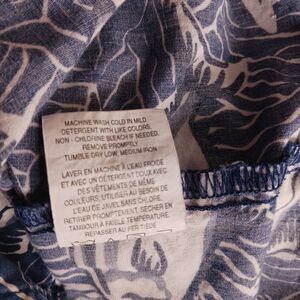 MACHINE WASH COLD IN MILD
DETERGENT WITH LIKE COLORS.
NON - CHLORINE BLEACH IF NEEDED.
REMOVE PROMPTLY
TUMBLE DRY LOW, MEDIUM IRON
LAVER EN MACHINE À L'EAU FROIDE
ET AVEC UN DÉTERGENT DOUX AVEC
DES VÊTEMENTS DE MÊME
COULEURS, UTILISER AU BESOIN DE
L'EAU DE JAVEL SANS CHLORE.
RETIRER PROMPTEMENT, SÉCHER EN
TAMBOUR À FAIBLE TEMPÉRATURE.
REPASSER AU FER TIÈDE